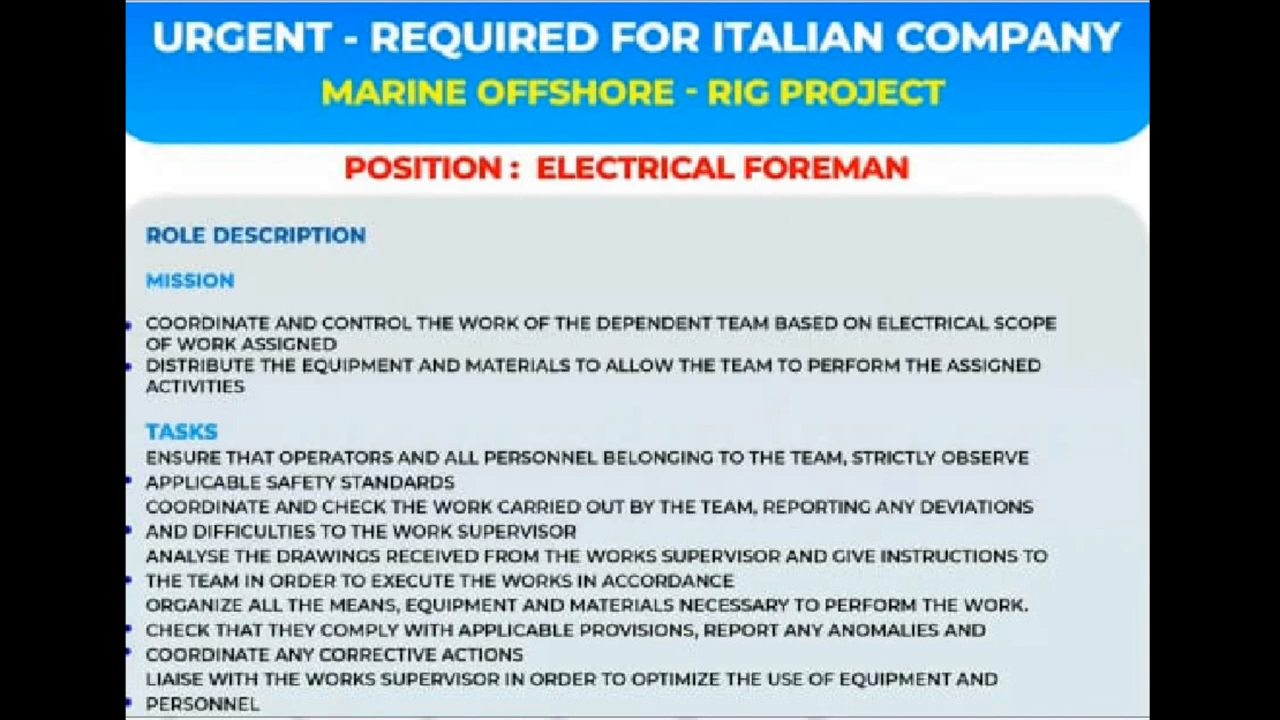 URGENT - REQUIRED FOR ITALIAN COMPANY
MARINE OFFSHORE - RIG PROJECT
POSITION : ELECTRICAL FOREMAN
ROLE DESCRIPTION
MISSION
• COORDINATE AND CONTROL THE WORK OF THE DEPENDENT TEAM BASED ON ELECTRICAL SCOPE
OF WORK ASSIGNED
• DISTRIBUTE THE EQUIPMENT AND MATERIALS TO ALLOW THE TEAM TO PERFORM THE ASSIGNED
ACTIVITIES
TASKS
ENSURE THAT OPERATORS AND ALL PERSONNEL BELONGING TO THE TEAM, STRICTLY OBSERVE
• APPLICABLE SAFETY STANDARDS
COORDINATE AND CHECK THE WORK CARRIED OUT BY THE TEAM, REPORTING ANY DEVIATIONS
• AND DIFFICULTIES TO THE WORK SUPERVISOR
ANALYSE THE DRAWINGS RECEIVED FROM THE WORKS SUPERVISOR AND GIVE INSTRUCTIONS TO
• THE TEAM IN ORDER TO EXECUTE THE WORKS IN ACCORDANCE
ORGANIZE ALL THE MEANS, EQUIPMENT AND MATERIALS NECESSARY TO PERFORM THE WORK.
• CHECK THAT THEY COMPLY WITH APPLICABLE PROVISIONS, REPORT ANY ANOMALIES AND
• COORDINATE ANY CORRECTIVE ACTIONS
LIAISE WITH THE WORKS SUPERVISOR IN ORDER TO OPTIMIZE THE USE OF EQUIPMENT AND
• PERSONNEL